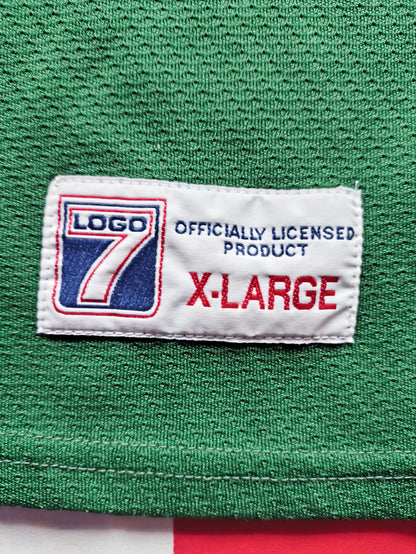 LOGO
7
OFFICIALLY LICENSED
PRODUCT
X-LARGE